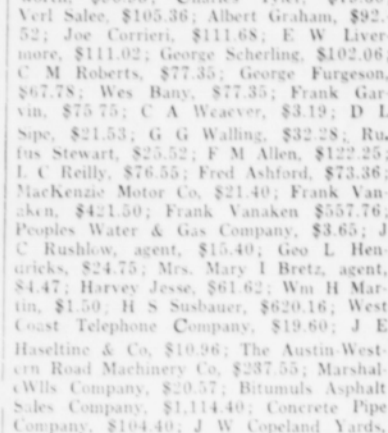 Verl Salee, $105.36; Albert Graham, $92.
52; Joe Corrieri, $111.68; E W Liver-
more, $111.02; George Scherling, $102.06;
C M Roberts, $77.35; George Furgeson,
$67.78; Wes Bany, $77.35; Frank Gar-
vin, $75 75; C A Weaever, $3.19; D L
Sipe, $21.53; G G Walling, $32.28; Ru.
fus Stewart, $25.52; F M Allen, $122.25;
L C Reilly, $76.55; Fred Ashford, $73.36;
MacKenzie Motor Co, $21.40; Frank Van-
aken, $421.50; Frank Vanaken $557.76;
Peoples Water & Gas Company, $3.65; J
C Rushlow, agent, $15.40; Geo L Hen-
dricks, $24.75; Mrs. Mary I Bretz, agent,
$4.47; Harvey Jesse, $61.62; Wm H Mar-
tin, $1.50; H S Susbauer, $620.16; West
Coast Telephone Company, $19.60; J E
Haseltine & Co, $10.96; The Austin-West-
ern Road Machinery Co, $237.55; Marshal-
eWlls Company, $20.57; Bitumuls Asphalt
Sales Company, $1,114.40; Concrete Pipe
Company, $104.40; J W Copeland Yards,